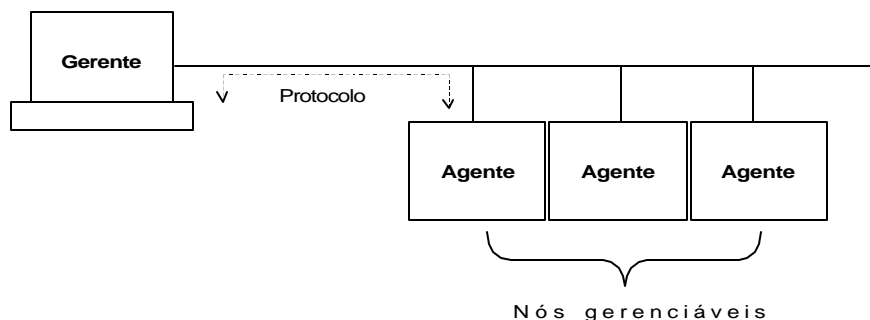 Gerente
Protocolo
Agente Agente Agente
Nós gerenciáveis